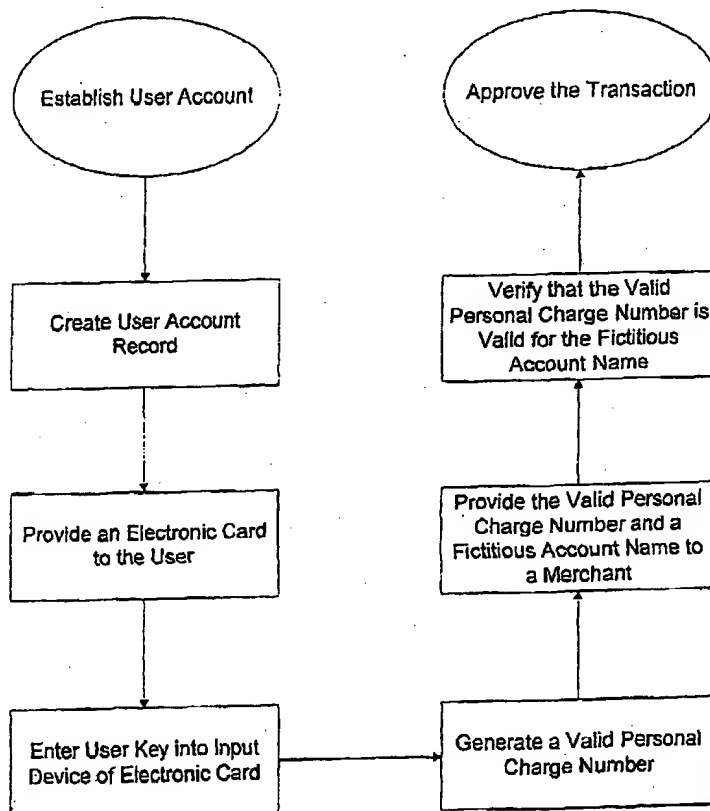 Establish User Account
Create User Account
Record
Provide an Electronic Card
to the User
Enter User Key into Input
Device of Electronic Card
Generate a Valid Personal
Charge Number
Provide the Valid Personal
Charge Number and a
Fictitious Account Name to
a Merchant
Verify that the Valid
Personal Charge Number is
Valid for the Fictitious
Account Name
Approve the Transaction